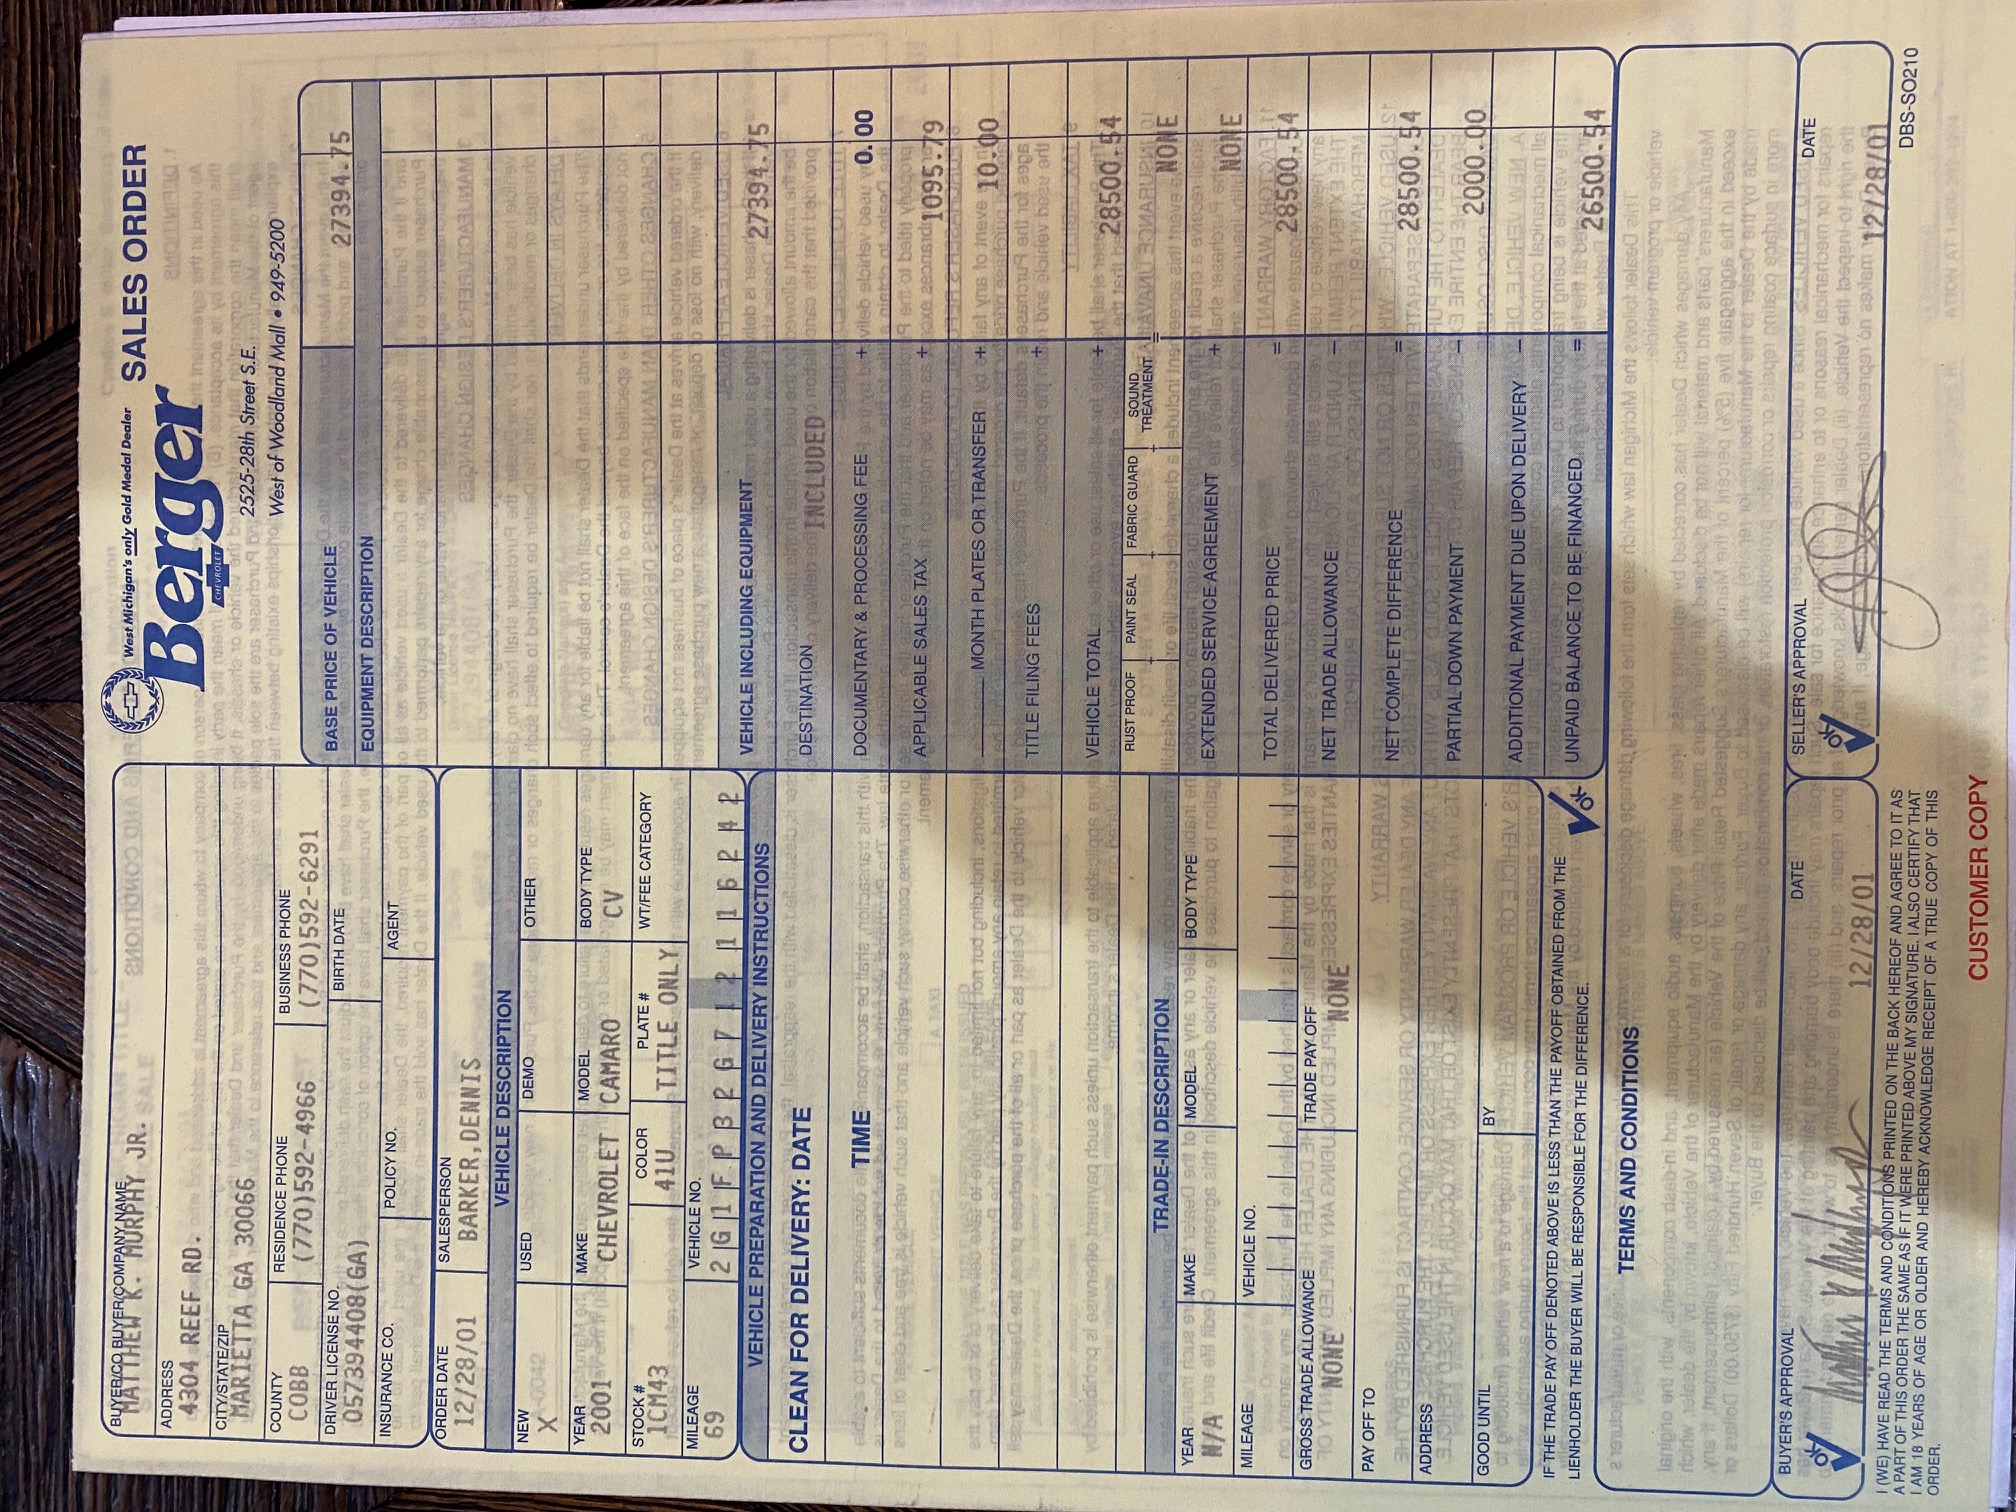 West Michigan's only Gold Medal Dealer
Berger
CHEVROLET
SALES ORDER
2525-28th Street S.E.
West of Woodland Mall • 949-5200
BUYER/CO BUYER/COMPANY NAME
MATTHEW K. MURPHY JR.
ADDRESS
4304 REEF RD.
CITY/STATE/ZIP
MARIETTA GA 30066
COUNTY RESIDENCE PHONE BUSINESS PHONE
COBB (770)592-4966 (770)592-6291
DRIVER LICENSE NO. BIRTH DATE
057394408(GA)
INSURANCE CO. POLICY NO. AGENT
ORDER DATE SALESPERSON
12/28/01 BARKER,DENNIS
VEHICLE DESCRIPTION
NEW USED DEMO OTHER
X
YEAR MAKE MODEL BODY TYPE
2001 CHEVROLET CAMARO CV
STOCK # COLOR PLATE # WT/FEE CATEGORY
1CM43 41U TITLE ONLY
MILEAGE VEHICLE NO.
69 2G1FP32G712116242
VEHICLE PREPARATION AND DELIVERY INSTRUCTIONS
CLEAN FOR DELIVERY: DATE
TIME
TRADE-IN DESCRIPTION
YEAR MAKE MODEL BODY TYPE
N/A
MILEAGE VEHICLE NO.
GROSS TRADE ALLOWANCE TRADE PAY OFF
NONE NONE
PAY OFF TO
ADDRESS
GOOD UNTIL BY
IF THE TRADE PAY OFF DENOTED ABOVE IS LESS THAN THE PAYOFF OBTAINED FROM THE
LIENHOLDER THE BUYER WILL BE RESPONSIBLE FOR THE DIFFERENCE.
OK
BASE PRICE OF VEHICLE 27394.75
EQUIPMENT DESCRIPTION
VEHICLE INCLUDING EQUIPMENT 27394.75
DESTINATION INCLUDED
DOCUMENTARY & PROCESSING FEE + 0.00
APPLICABLE SALES TAX + 1095.79
MONTH PLATES OR TRANSFER + 10.00
TITLE FILING FEES +
VEHICLE TOTAL + 28500.54
RUST PROOF + PAINT SEAL + FABRIC GUARD + SOUND TREATMENT = NONE
EXTENDED SERVICE AGREEMENT + NONE
TOTAL DELIVERED PRICE = 28500.54
NET TRADE ALLOWANCE −
NET COMPLETE DIFFERENCE = 28500.54
PARTIAL DOWN PAYMENT − 2000.00
ADDITIONAL PAYMENT DUE UPON DELIVERY −
UNPAID BALANCE TO BE FINANCED = 26500.54
TERMS AND CONDITIONS
BUYER'S APPROVAL DATE
OK 12/28/01
SELLER'S APPROVAL DATE
OK 12/28/01
I (WE) HAVE READ THE TERMS AND CONDITIONS PRINTED ON THE BACK HEREOF AND AGREE TO IT AS
A PART OF THIS ORDER THE SAME AS IF IT WERE PRINTED ABOVE MY SIGNATURE. I ALSO CERTIFY THAT
I AM 18 YEARS OF AGE OR OLDER AND HEREBY ACKNOWLEDGE RECEIPT OF A TRUE COPY OF THIS
ORDER.
DBS-SO210
CUSTOMER COPY